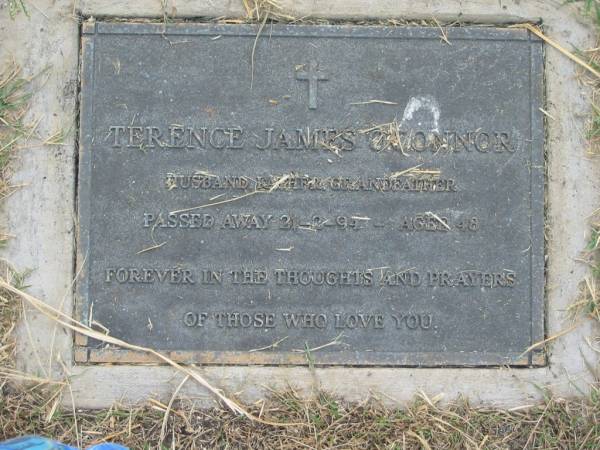 TERENCE JAMES O'CONNOR
HUSBAND, FATHER, GRANDFATHER
PASSED AWAY 21-2-94 - AGED 48
FOREVER IN THE THOUGHTS AND PRAYERS
OF THOSE WHO LOVE YOU